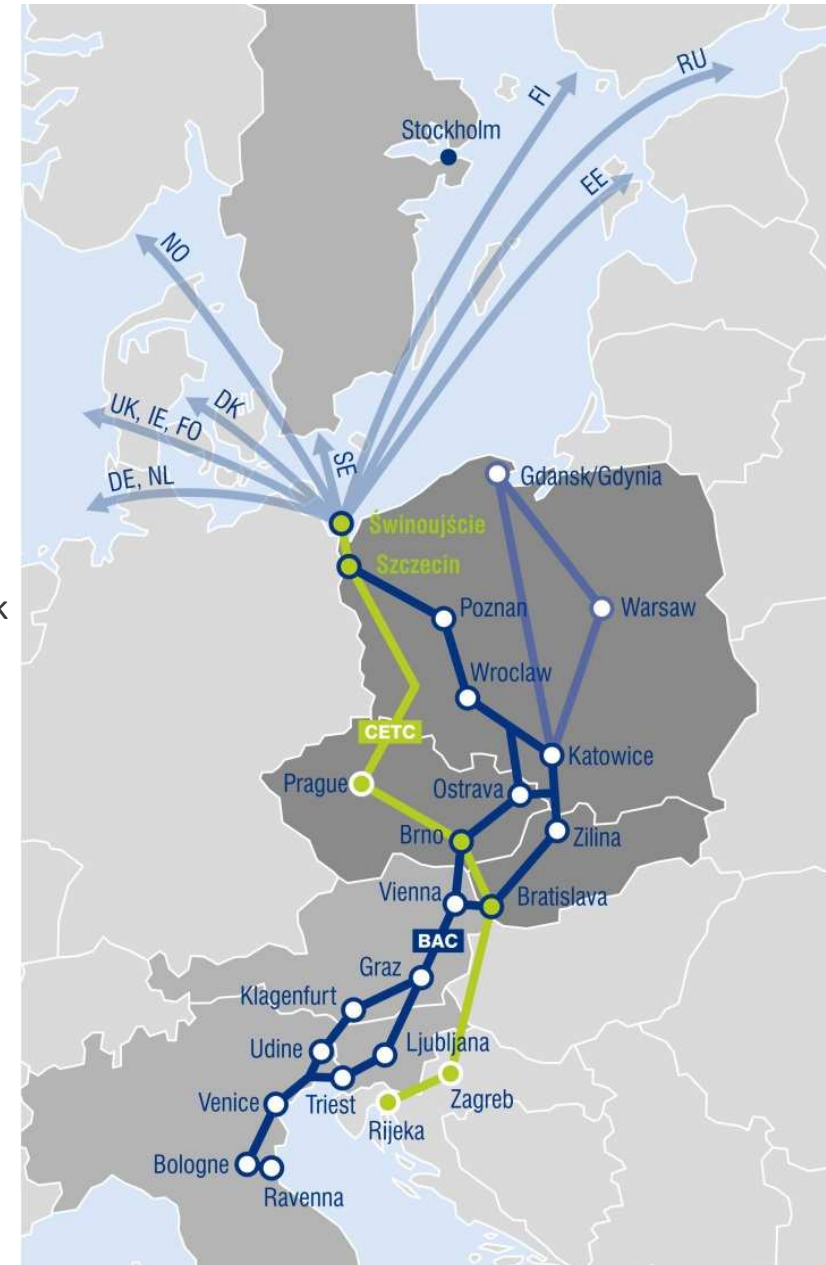 RU
FI
Stockholm
EE
NO
DK
UK, IE, FO
SE
DE, NL
Gdansk/Gdynia
Świnoujście
Szczecin
k
Poznan
Warsaw
Wroclaw
CETC
Katowice
Prague
Ostrava
Brno
Zilina
Vienna
Bratislava
BAC
Graz
Klagenfurt
Udine
Ljubljana
Venice
Triest
Zagreb
Rijeka
Bologne
Ravenna